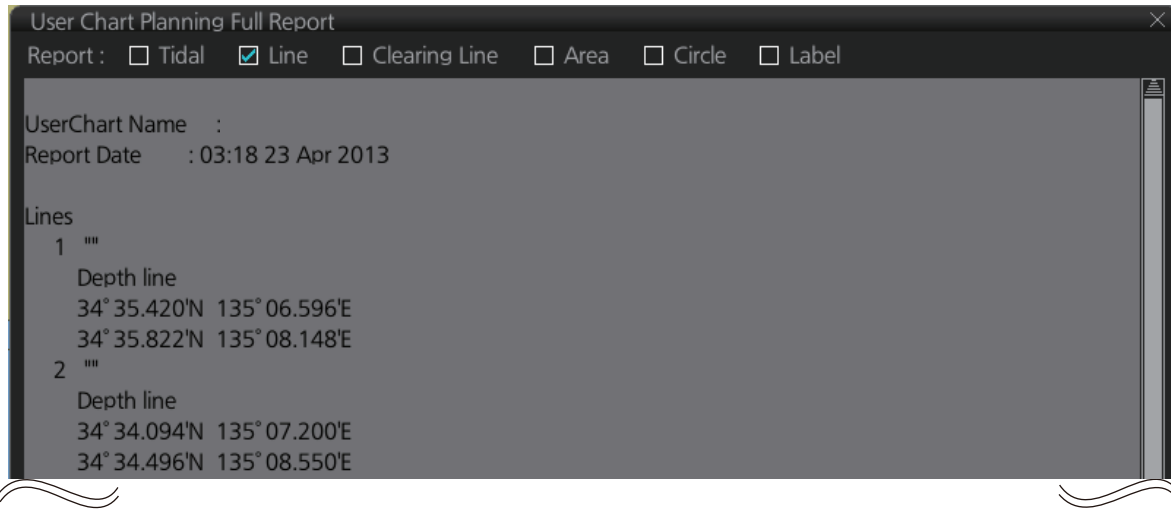 User Chart Planning Full Report
Report : Tidal Line Clearing Line Area Circle Label
UserChart Name :
Report Date : 03:18 23 Apr 2013
Lines
1 ""
Depth line
34°35.420'N 135°06.596'E
34°35.822'N 135°08.148'E
2 ""
Depth line
34°34.094'N 135°07.200'E
34°34.496'N 135°08.550'E